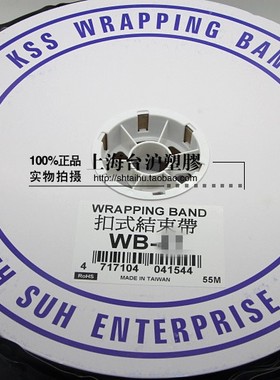 KSS WRAPPING BAND
100%正品
实物拍摄
上海台沪塑膠
http://shtaihu.taobao.com
WRAPPING BAND
扣式結束帶
WB-
4 717104 041544
RoHS
MADE IN TAIWAN
55M
SUH ENTERPRISE